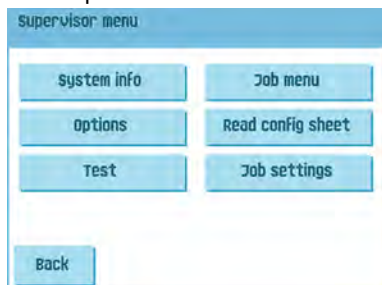 Supervisor menu
System info
Job menu
Options
Read config sheet
Test
Job settings
Back